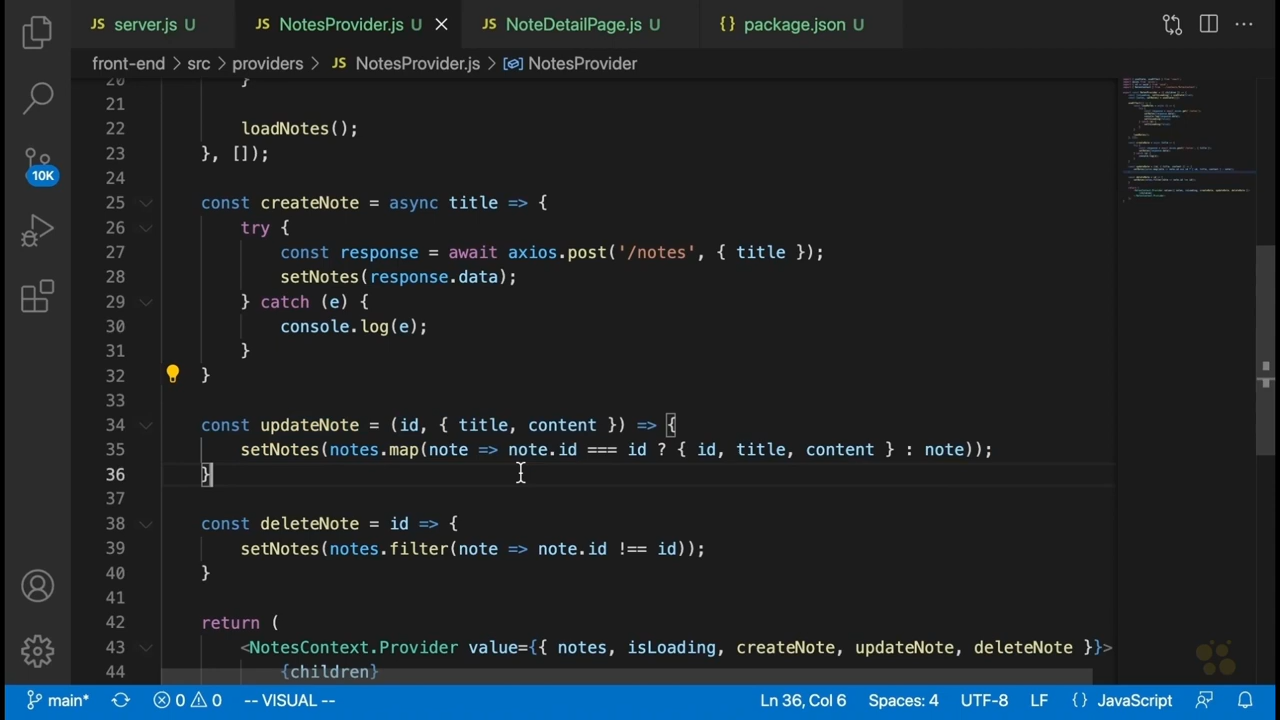 JS server.js U
JS NotesProvider.js U
JS NoteDetailPage.js U
{} package.json U
front-end > src > providers > JS NotesProvider.js > NotesProvider
20 }
21
22 loadNotes();
23 }, []);
24
25 const createNote = async title => {
26 try {
27 const response = await axios.post('/notes', { title });
28 setNotes(response.data);
29 } catch (e) {
30 console.log(e);
31 }
32 }
33
34 const updateNote = (id, { title, content }) => {
35 setNotes(notes.map(note => note.id === id ? { id, title, content } : note));
36 }
37
38 const deleteNote = id => {
39 setNotes(notes.filter(note => note.id !== id));
40 }
41
42 return (
43 <NotesContext.Provider value={{ notes, isLoading, createNote, updateNote, deleteNote }}>
44 {children}
10K
main* 0 0 -- VISUAL -- Ln 36, Col 6 Spaces: 4 UTF-8 LF {} JavaScript